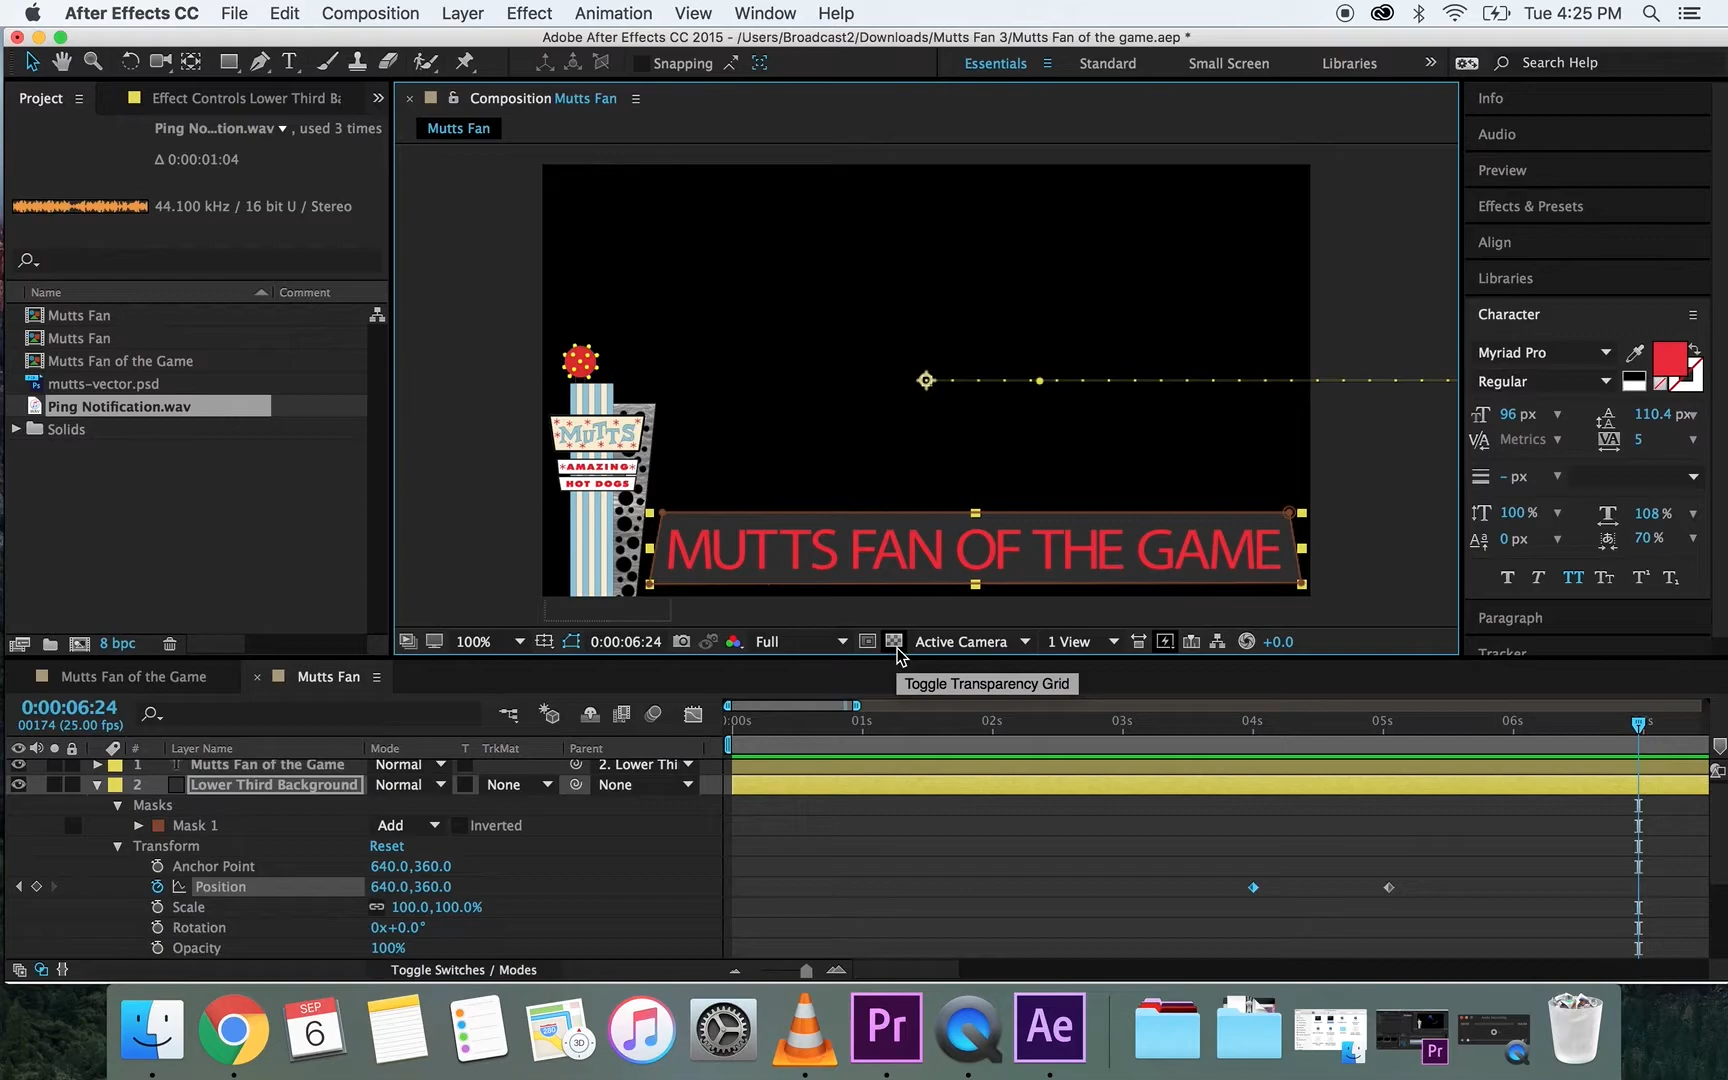 After Effects CC File Edit Composition Layer Effect Animation View Window Help Tue 4:25 PM
Adobe After Effects CC 2015 - /Users/Broadcast2/Downloads/Mutts Fan 3/Mutts Fan of the game.aep *
Snapping Essentials Standard Small Screen Libraries Search Help
Project Effect Controls Lower Third Ba
Composition Mutts Fan
Info
Ping No...tion.wav , used 3 times
Mutts Fan
Audio
Δ 0:00:01:04
Preview
44.100 kHz / 16 bit U / Stereo
Effects & Presets
Align
Libraries
Name Comment
Mutts Fan
Mutts Fan
Mutts Fan of the Game
mutts-vector.psd
Ping Notification.wav
Solids
Character
Myriad Pro
Regular
96 px 110.4 px
Metrics 5
- px
100 % 108 %
0 px 70 %
T T TT Tt T¹ T₁
Paragraph
Tracker
MUTTS
AMAZING
HOT DOGS
MUTTS FAN OF THE GAME
8 bpc
100% 0:00:06:24 Full Active Camera 1 View +0.0
Toggle Transparency Grid
Mutts Fan of the Game Mutts Fan
0:00:06:24
00174 (25.00 fps)
:00s 01s 02s 03s 04s 05s 06s s
# Layer Name Mode T TrkMat Parent
1 T Mutts Fan of the Game Normal 2. Lower Thi
2 Lower Third Background Normal None None
Masks
Mask 1 Add Inverted
Transform Reset
Anchor Point 640.0,360.0
Position 640.0,360.0
Scale 100.0,100.0%
Rotation 0x+0.0°
Opacity 100%
Toggle Switches / Modes
SEP
6
280
3D
Pr
Ae
Pr